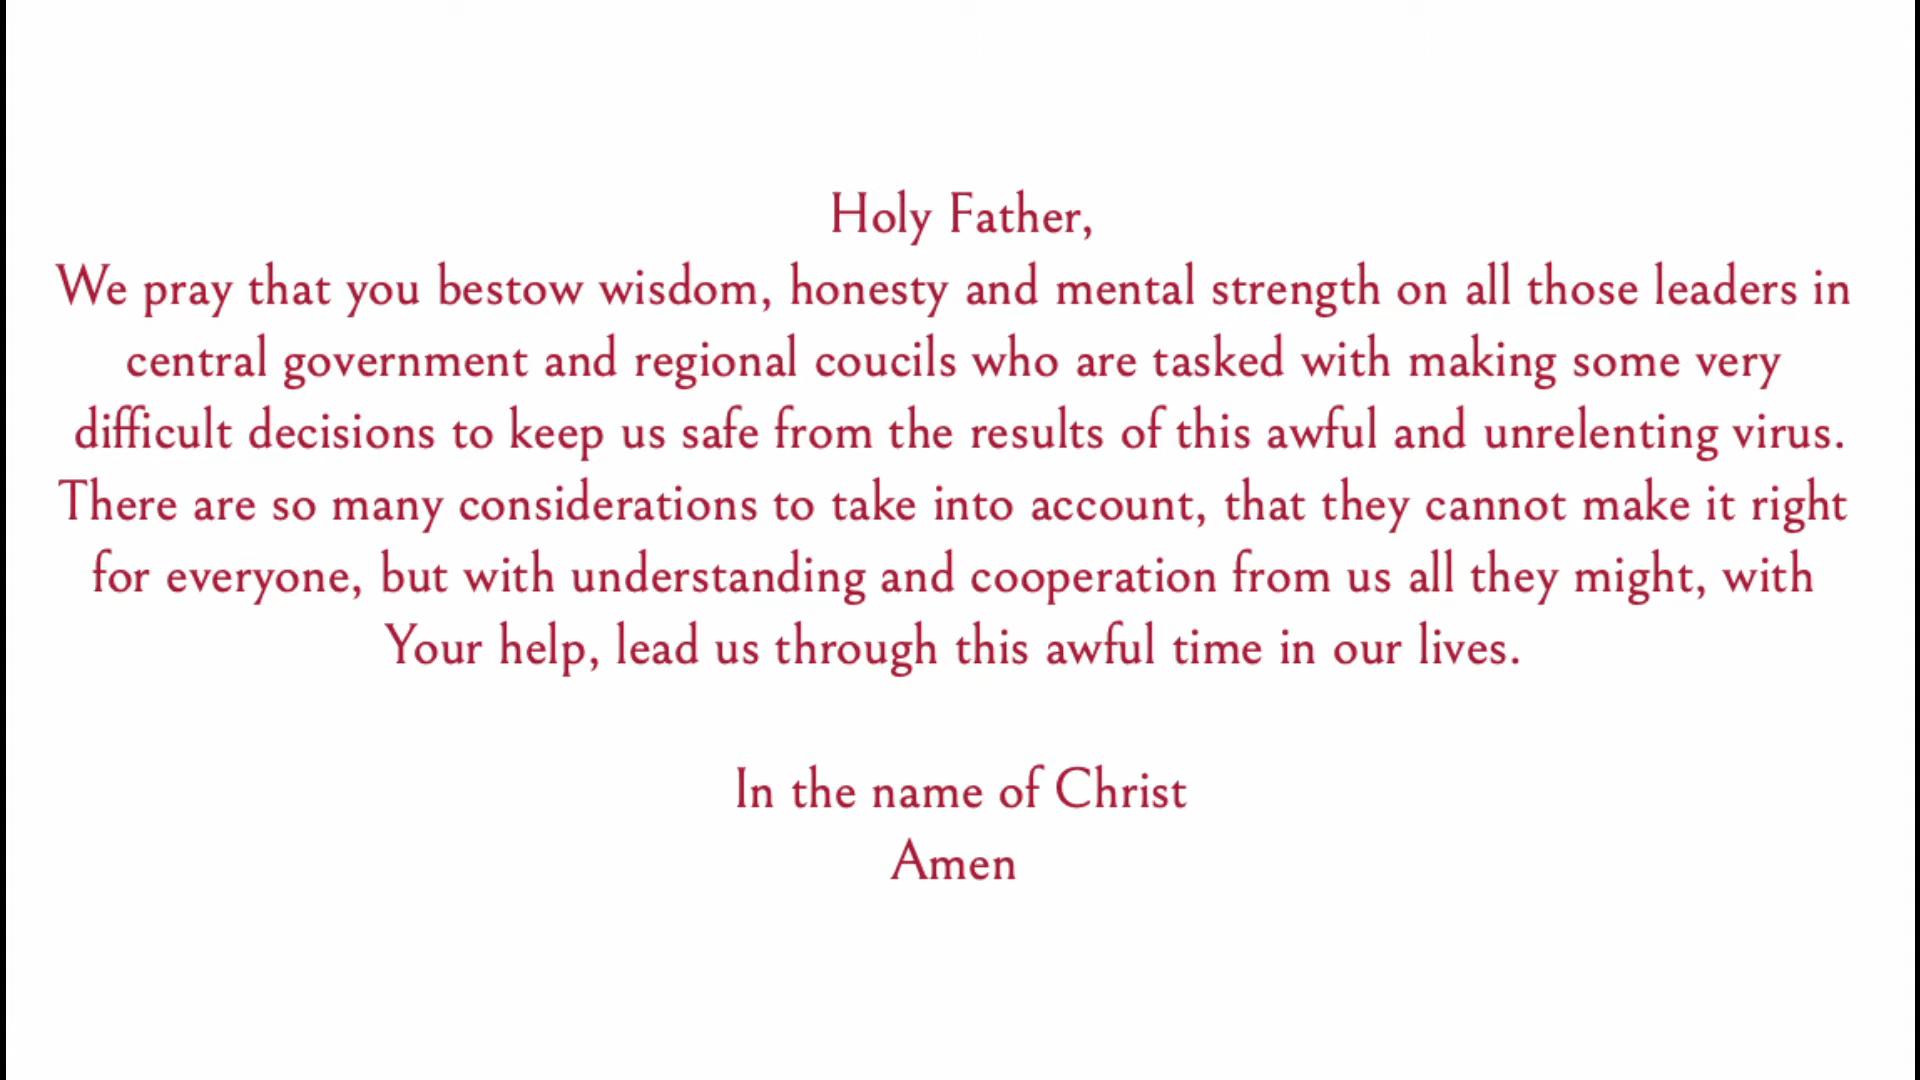 Holy Father,
We pray that you bestow wisdom, honesty and mental strength on all those leaders in
central government and regional coucils who are tasked with making some very
difficult decisions to keep us safe from the results of this awful and unrelenting virus.
There are so many considerations to take into account, that they cannot make it right
for everyone, but with understanding and cooperation from us all they might, with
Your help, lead us through this awful time in our lives.
In the name of Christ
Amen